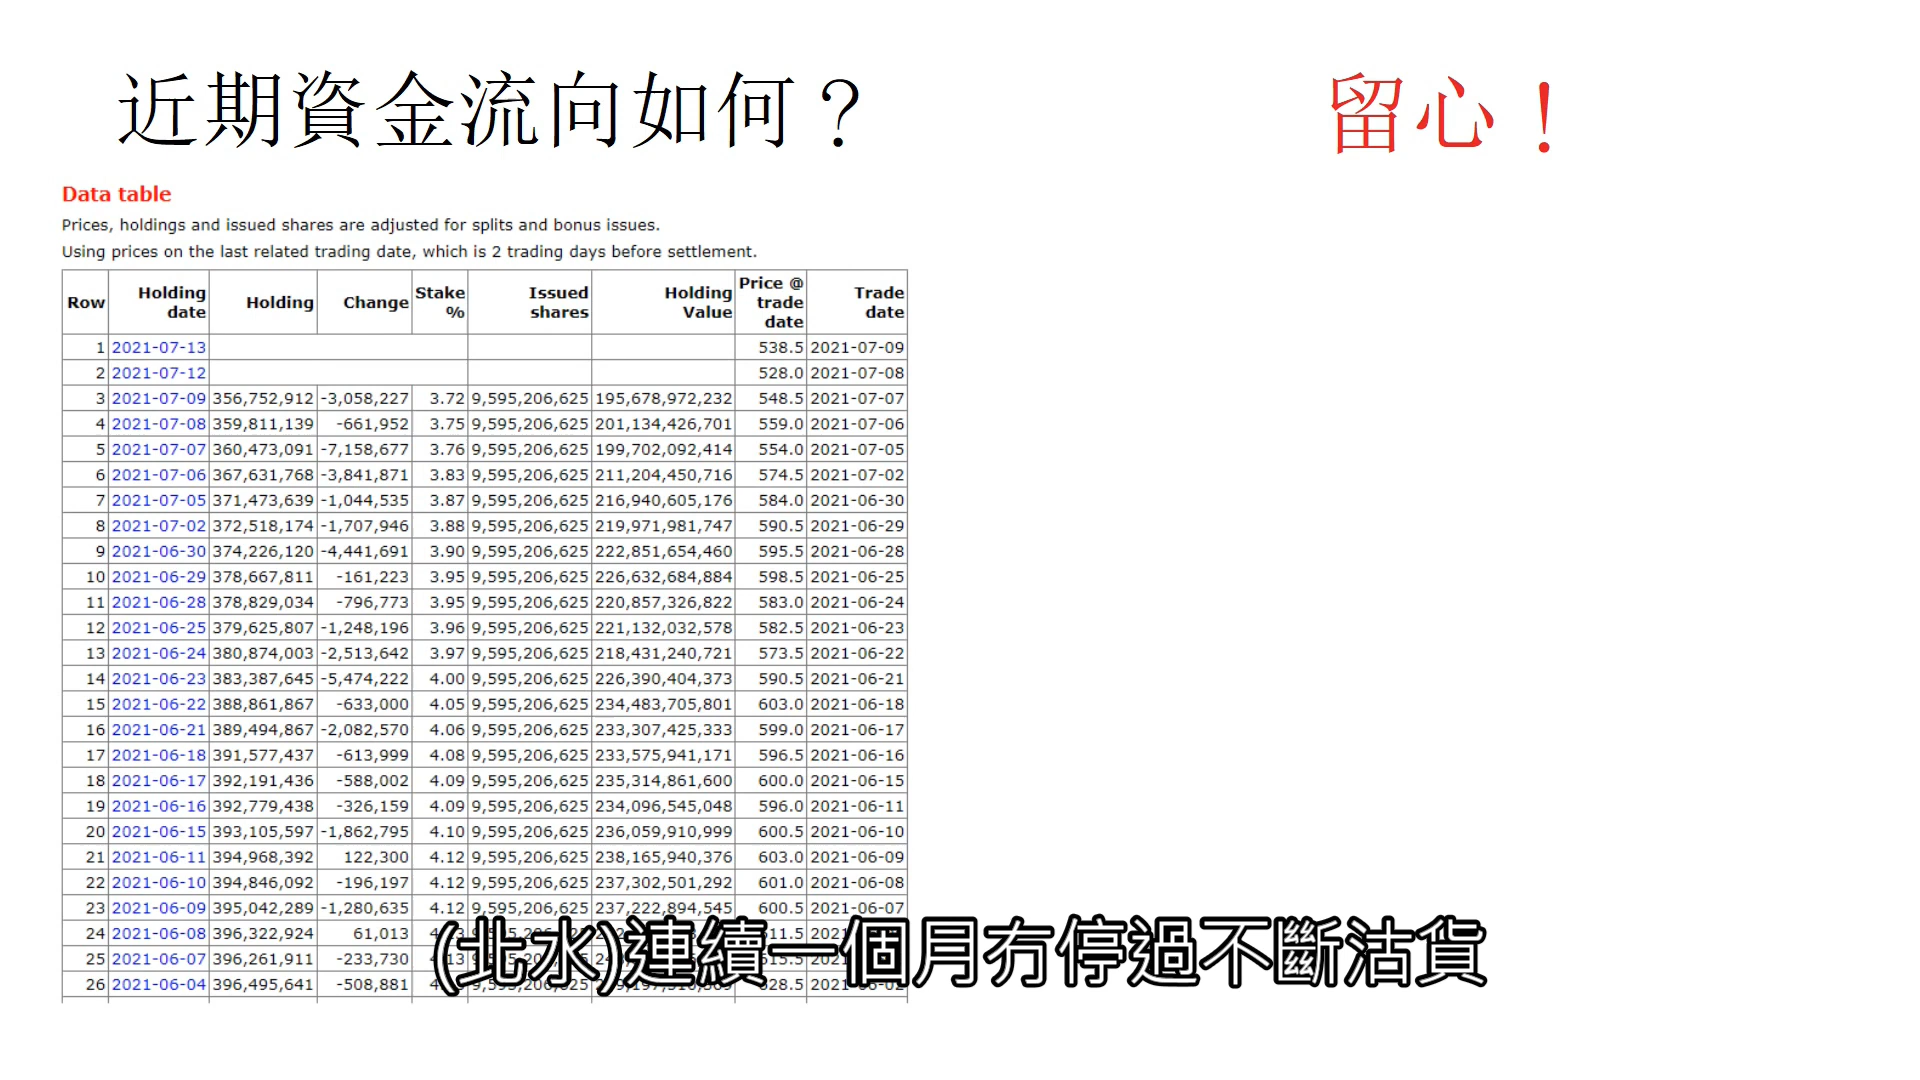 近期資金流向如何？
留心！
Data table
Prices, holdings and issued shares are adjusted for splits and bonus issues.
Using prices on the last related trading date, which is 2 trading days before settlement.
Row Holding date Holding Change Stake % Issued shares Holding Value Price @ trade date Trade date
1 2021-07-13 538.5 2021-07-09
2 2021-07-12 528.0 2021-07-08
3 2021-07-09 356,752,912 -3,058,227 3.72 9,595,206,625 195,678,972,232 548.5 2021-07-07
4 2021-07-08 359,811,139 -661,952 3.75 9,595,206,625 201,134,426,701 559.0 2021-07-06
5 2021-07-07 360,473,091 -7,158,677 3.76 9,595,206,625 199,702,092,414 554.0 2021-07-05
6 2021-07-06 367,631,768 -3,841,871 3.83 9,595,206,625 211,204,450,716 574.5 2021-07-02
7 2021-07-05 371,473,639 -1,044,535 3.87 9,595,206,625 216,940,605,176 584.0 2021-06-30
8 2021-07-02 372,518,174 -1,707,946 3.88 9,595,206,625 219,971,981,747 590.5 2021-06-29
9 2021-06-30 374,226,120 -4,441,691 3.90 9,595,206,625 222,851,654,460 595.5 2021-06-28
10 2021-06-29 378,667,811 -161,223 3.95 9,595,206,625 226,632,684,884 598.5 2021-06-25
11 2021-06-28 378,829,034 -796,773 3.95 9,595,206,625 220,857,326,822 583.0 2021-06-24
12 2021-06-25 379,625,807 -1,248,196 3.96 9,595,206,625 221,132,032,578 582.5 2021-06-23
13 2021-06-24 380,874,003 -2,513,642 3.97 9,595,206,625 218,431,240,721 573.5 2021-06-22
14 2021-06-23 383,387,645 -5,474,222 4.00 9,595,206,625 226,390,404,373 590.5 2021-06-21
15 2021-06-22 388,861,867 -633,000 4.05 9,595,206,625 234,483,705,801 603.0 2021-06-18
16 2021-06-21 389,494,867 -2,082,570 4.06 9,595,206,625 233,307,425,333 599.0 2021-06-17
17 2021-06-18 391,577,437 -613,999 4.08 9,595,206,625 233,575,941,171 596.5 2021-06-16
18 2021-06-17 392,191,436 -588,002 4.09 9,595,206,625 235,314,861,600 600.0 2021-06-15
19 2021-06-16 392,779,438 -326,159 4.09 9,595,206,625 234,096,545,048 596.0 2021-06-11
20 2021-06-15 393,105,597 -1,862,795 4.10 9,595,206,625 236,059,910,999 600.5 2021-06-10
21 2021-06-11 394,968,392 122,300 4.12 9,595,206,625 238,165,940,376 603.0 2021-06-09
22 2021-06-10 394,846,092 -196,197 4.12 9,595,206,625 237,302,501,292 601.0 2021-06-08
23 2021-06-09 395,042,289 -1,280,635 4.12 9,595,206,625 237,222,894,545 600.5 2021-06-07
24 2021-06-08 396,322,924 61,013
25 2021-06-07 396,261,911 -233,730
26 2021-06-04 396,495,641 -508,881
(北水)連續一個月冇停過不斷沽貨